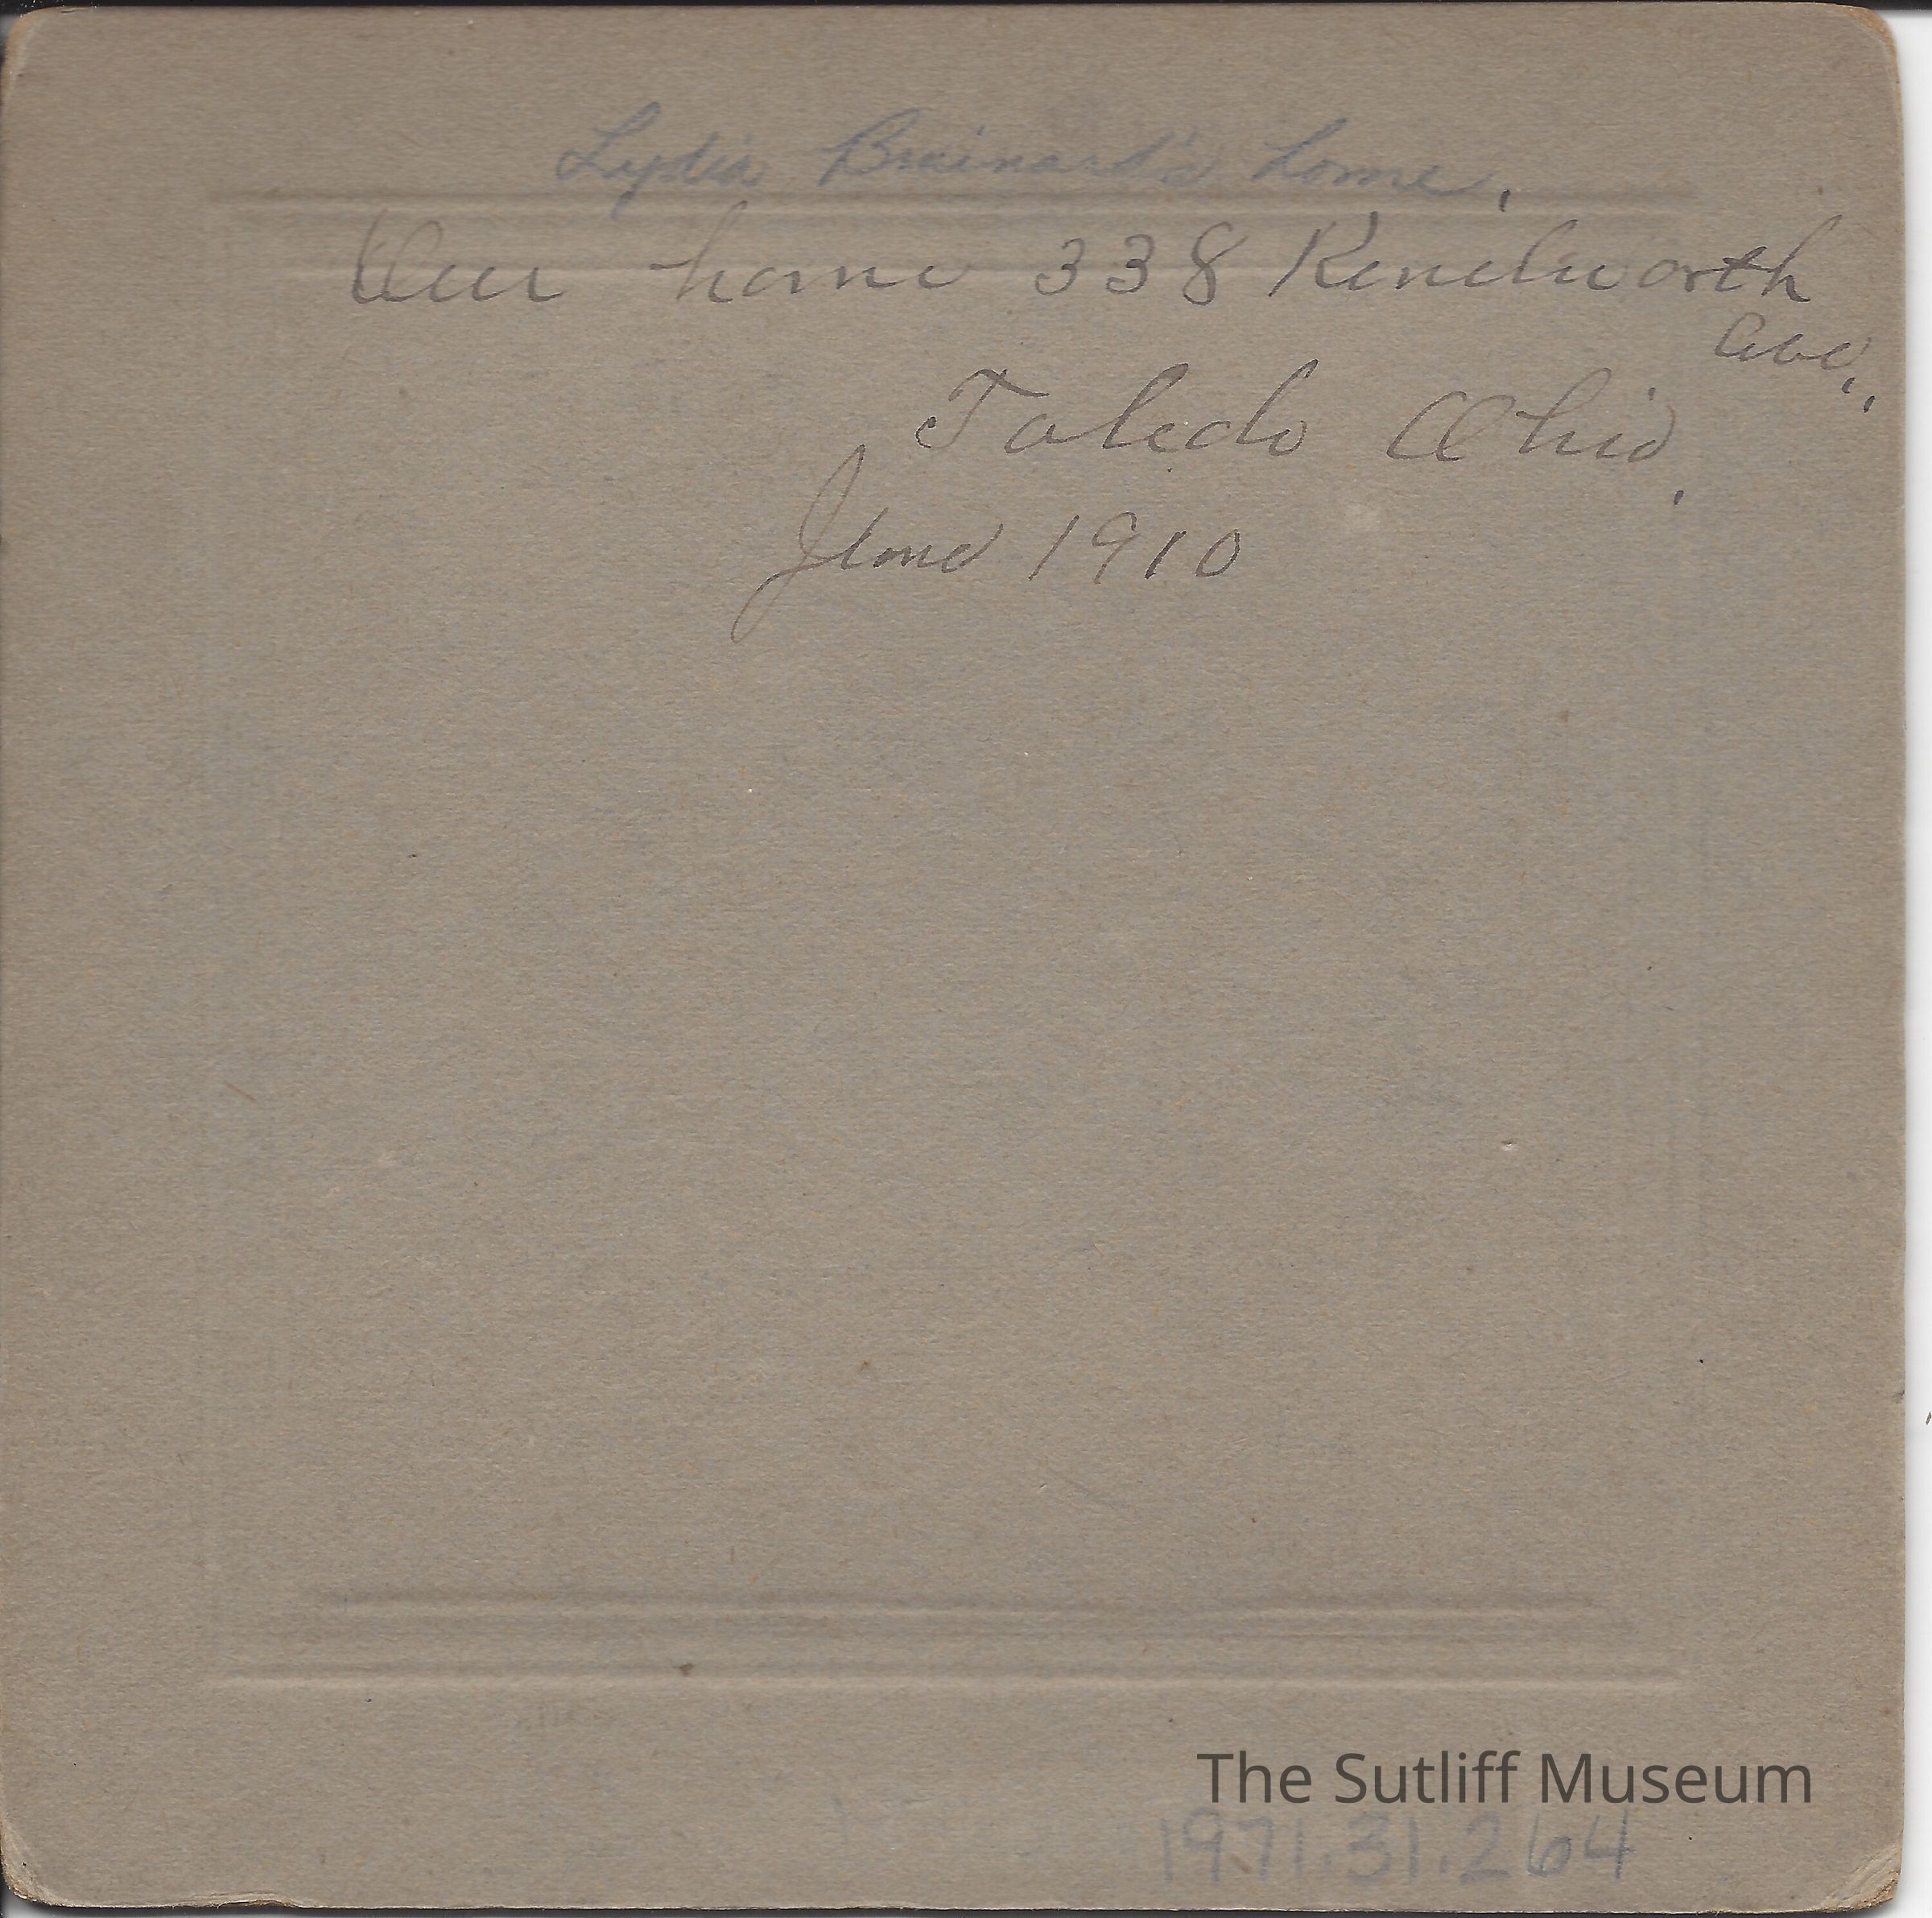 Lydia Brainard's home.
Our home 338 Kenilworth
Ave.,
Toledo Ohio,
June 1910
The Sutliff Museum
1971.31.264